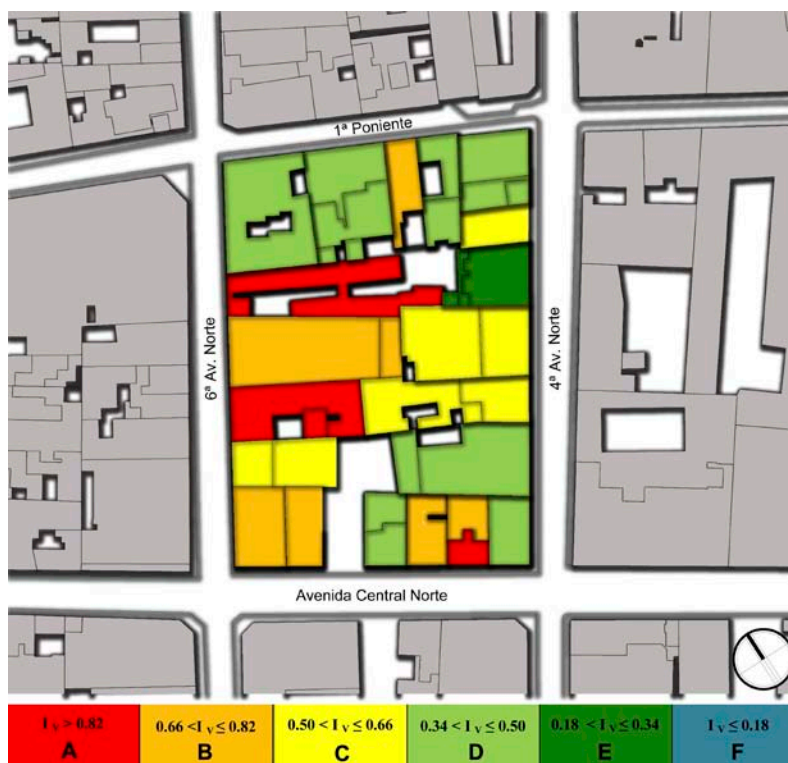 1ª Poniente
6ª Av. Norte
4ª Av. Norte
Avenida Central Norte
I v > 0.82
0.66 < I v ≤ 0.82
0.50 < I v ≤ 0.66
0.34 < I v ≤ 0.50
0.18 < I v ≤ 0.34
I v ≤ 0.18
A
B
C
D
E
F